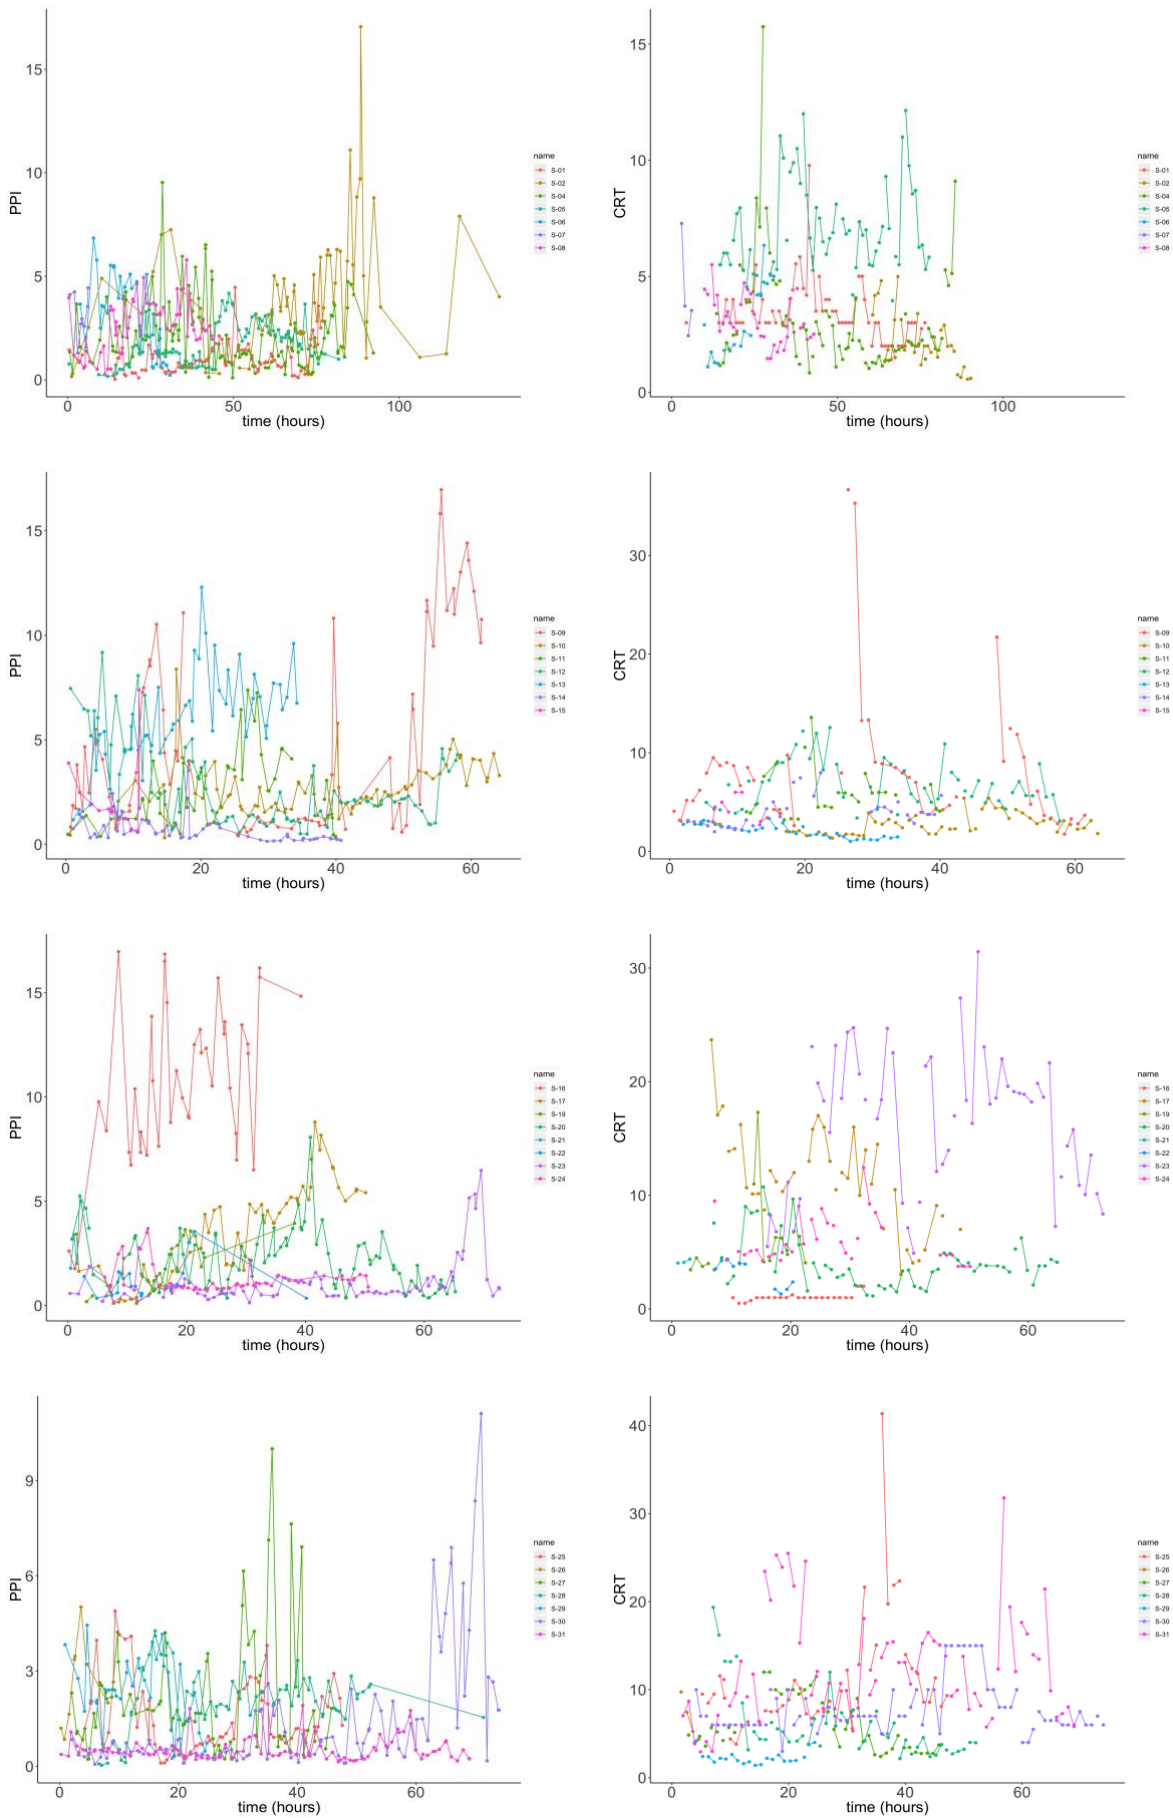 PPI
15
10
5
0
0 50 100
time (hours)
name
S-01
S-02
S-04
S-05
S-06
S-07
S-08
CRT
15
10
5
0
0 50 100
time (hours)
name
S-01
S-02
S-04
S-05
S-06
S-07
S-08
PPI
15
10
5
0
0 20 40 60
time (hours)
name
S-09
S-10
S-11
S-12
S-13
S-14
S-15
CRT
30
20
10
0
0 20 40 60
time (hours)
name
S-09
S-10
S-11
S-12
S-13
S-14
S-15
PPI
15
10
5
0
0 20 40 60
time (hours)
name
S-16
S-17
S-19
S-20
S-21
S-22
S-23
S-24
CRT
30
20
10
0
0 20 40 60
time (hours)
name
S-16
S-17
S-19
S-20
S-21
S-22
S-23
S-24
PPI
9
6
3
0
0 20 40 60
time (hours)
name
S-25
S-26
S-27
S-28
S-29
S-30
S-31
CRT
40
30
20
10
0
0 20 40 60
time (hours)
name
S-25
S-26
S-27
S-28
S-29
S-30
S-31